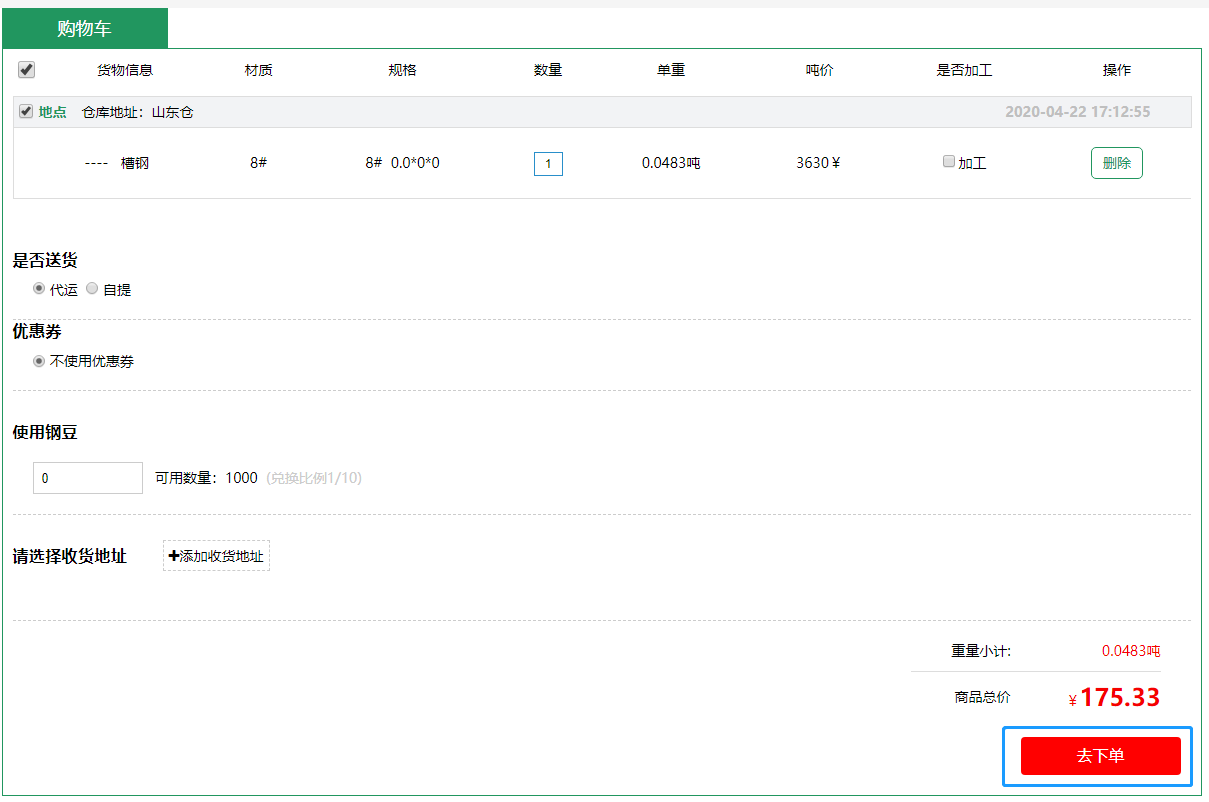 购物车
货物信息 材质 规格 数量 单重 吨价 是否加工 操作
地点 仓库地址：山东仓 2020-04-22 17:12:55
---- 槽钢 8# 8# 0.0*0*0 1 0.0483吨 3630￥ 加工 删除
是否送货
代运 自提
优惠券
不使用优惠券
使用钢豆
0 可用数量：1000 (兑换比例1/10)
请选择收货地址 ✚添加收货地址
重量小计: 0.0483吨
商品总价 ￥175.33
去下单